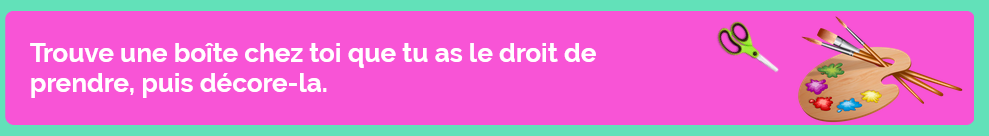 Trouve une boîte chez toi que tu as le droit de
prendre, puis décore-la.